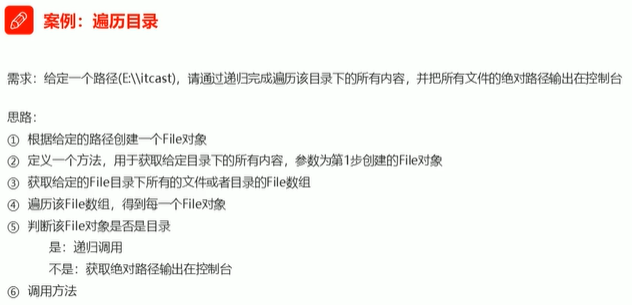 案例：遍历目录
需求：给定一个路径(E:\\itcast)，请通过递归完成遍历该目录下的所有内容，并把所有文件的绝对路径输出在控制台
思路：
① 根据给定的路径创建一个File对象
② 定义一个方法，用于获取给定目录下的所有内容，参数为第1步创建的File对象
③ 获取给定的File目录下所有的文件或者目录的File数组
④ 遍历该File数组，得到每一个File对象
⑤ 判断该File对象是否是目录
是：递归调用
不是：获取绝对路径输出在控制台
⑥ 调用方法